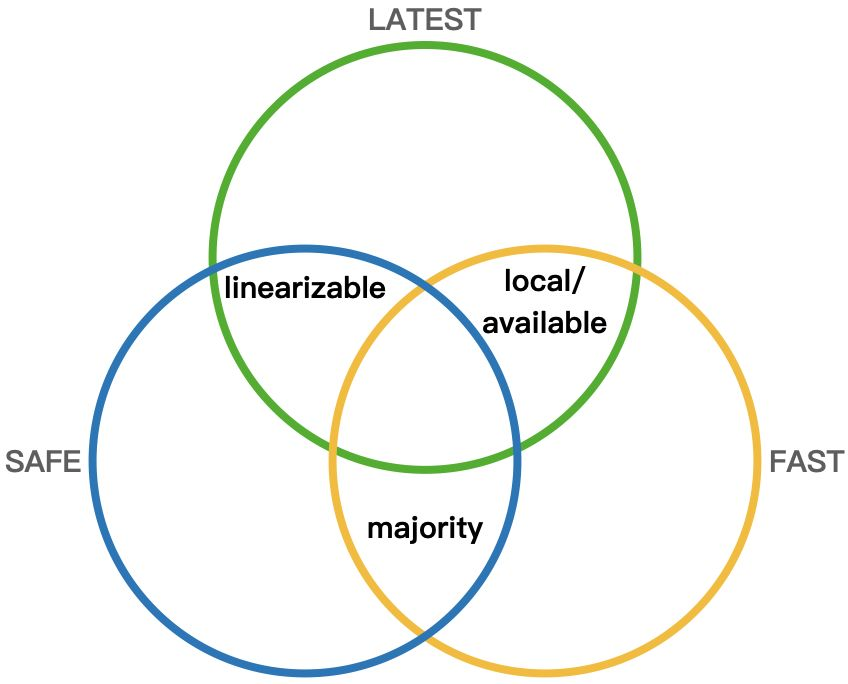 LATEST
linearizable
local/
available
SAFE
FAST
majority